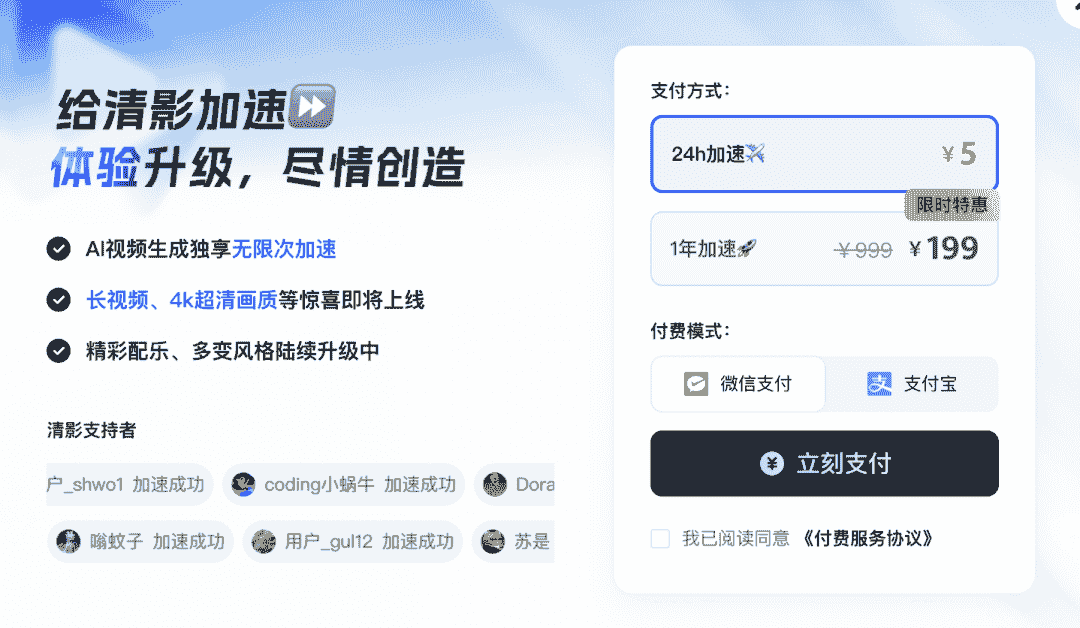 给清影加速
体验升级，尽情创造
AI视频生成独享无限次加速
长视频、4k超清画质等惊喜即将上线
精彩配乐、多变风格陆续升级中
清影支持者
户_shwo1 加速成功
coding小蜗牛 加速成功
Dora
嗡蚊子 加速成功
用户_gul12 加速成功
苏是
支付方式：
24h加速 ¥5
限时特惠
1年加速 ¥999 ¥199
付费模式：
微信支付
支 支付宝
¥ 立刻支付
我已阅读同意 《付费服务协议》